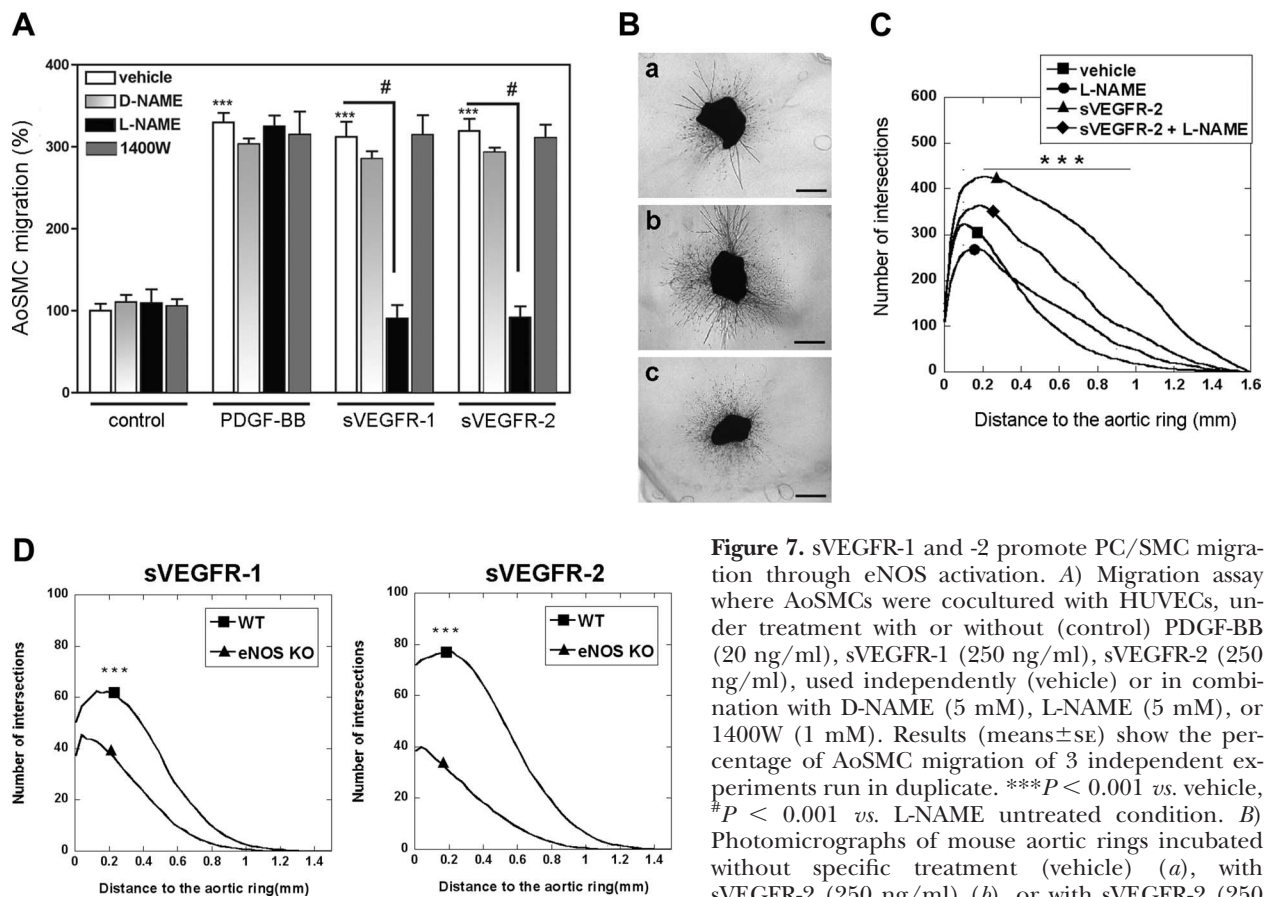 A
400
300
200
100
0
AoSMC migration (%)
vehicle
D-NAME
L-NAME
1400W
***
***
#
***
#
control
PDGF-BB
sVEGFR-1
sVEGFR-2
B
a
b
c
C
vehicle
L-NAME
sVEGFR-2
sVEGFR-2 + L-NAME
600
500
400
300
200
100
0
Number of intersections
***
0 0.2 0.4 0.6 0.8 1 1.2 1.4 1.6
Distance to the aortic ring (mm)
D
sVEGFR-1
100
80
60
40
20
0
Number of intersections
WT
eNOS KO
***
0 0.2 0.4 0.6 0.8 1 1.2 1.4
Distance to the aortic ring(mm)
sVEGFR-2
100
80
60
40
20
0
Number of intersections
WT
eNOS KO
***
0 0.2 0.4 0.6 0.8 1 1.2 1.4
Distance to the aortic ring(mm)
Figure 7. sVEGFR-1 and -2 promote PC/SMC migra-
tion through eNOS activation. A) Migration assay
where AoSMCs were cocultured with HUVECs, un-
der treatment with or without (control) PDGF-BB
(20 ng/ml), sVEGFR-1 (250 ng/ml), sVEGFR-2 (250
ng/ml), used independently (vehicle) or in combi-
nation with D-NAME (5 mM), L-NAME (5 mM), or
1400W (1 mM). Results (means±SE) show the per-
centage of AoSMC migration of 3 independent ex-
periments run in duplicate. ***P < 0.001 vs. vehicle,
#P < 0.001 vs. L-NAME untreated condition. B)
Photomicrographs of mouse aortic rings incubated
without specific treatment (vehicle) (a), with
sVEGFR-2 (250 ng/ml) (b), or with sVEGFR-2 (250